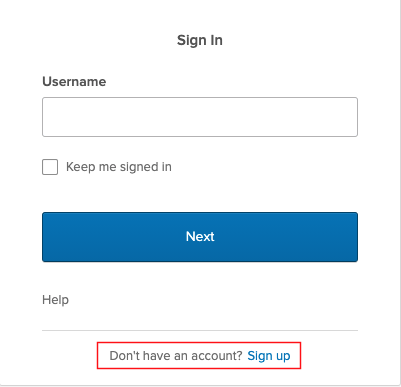 Sign In
Username
Keep me signed in
Next
Help
Don't have an account? Sign up